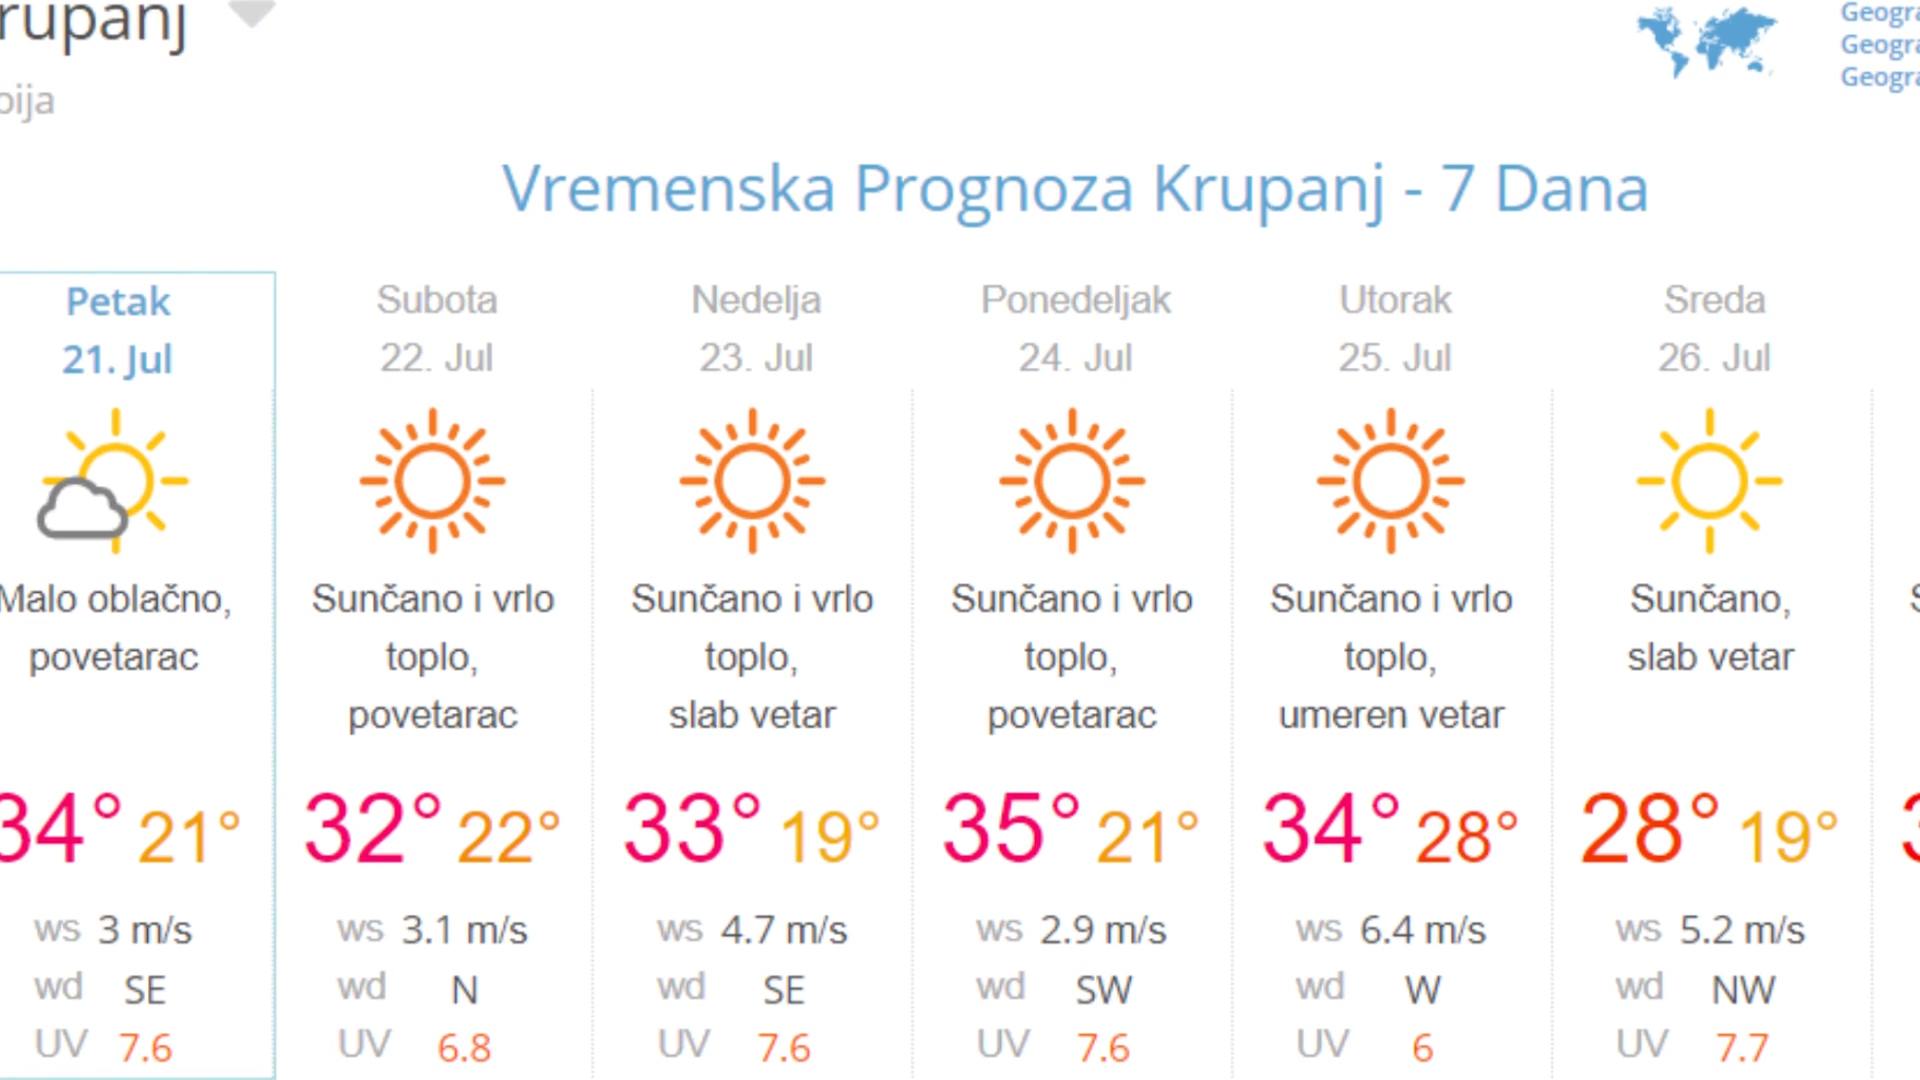 rupanj
bija
Geogra
Geogra
Geogra
Vremenska Prognoza Krupanj - 7 Dana
Petak
21. Jul
Malo oblačno,
povetarac
34° 21°
ws 3 m/s
wd SE
UV 7.6
Subota
22. Jul
Sunčano i vrlo
toplo,
povetarac
32° 22°
ws 3.1 m/s
wd N
UV 6.8
Nedelja
23. Jul
Sunčano i vrlo
toplo,
slab vetar
33° 19°
ws 4.7 m/s
wd SE
UV 7.6
Ponedeljak
24. Jul
Sunčano i vrlo
toplo,
povetarac
35° 21°
ws 2.9 m/s
wd SW
UV 7.6
Utorak
25. Jul
Sunčano i vrlo
toplo,
umeren vetar
34° 28°
ws 6.4 m/s
wd W
UV 6
Sreda
26. Jul
Sunčano,
slab vetar
28° 19°
ws 5.2 m/s
wd NW
UV 7.7